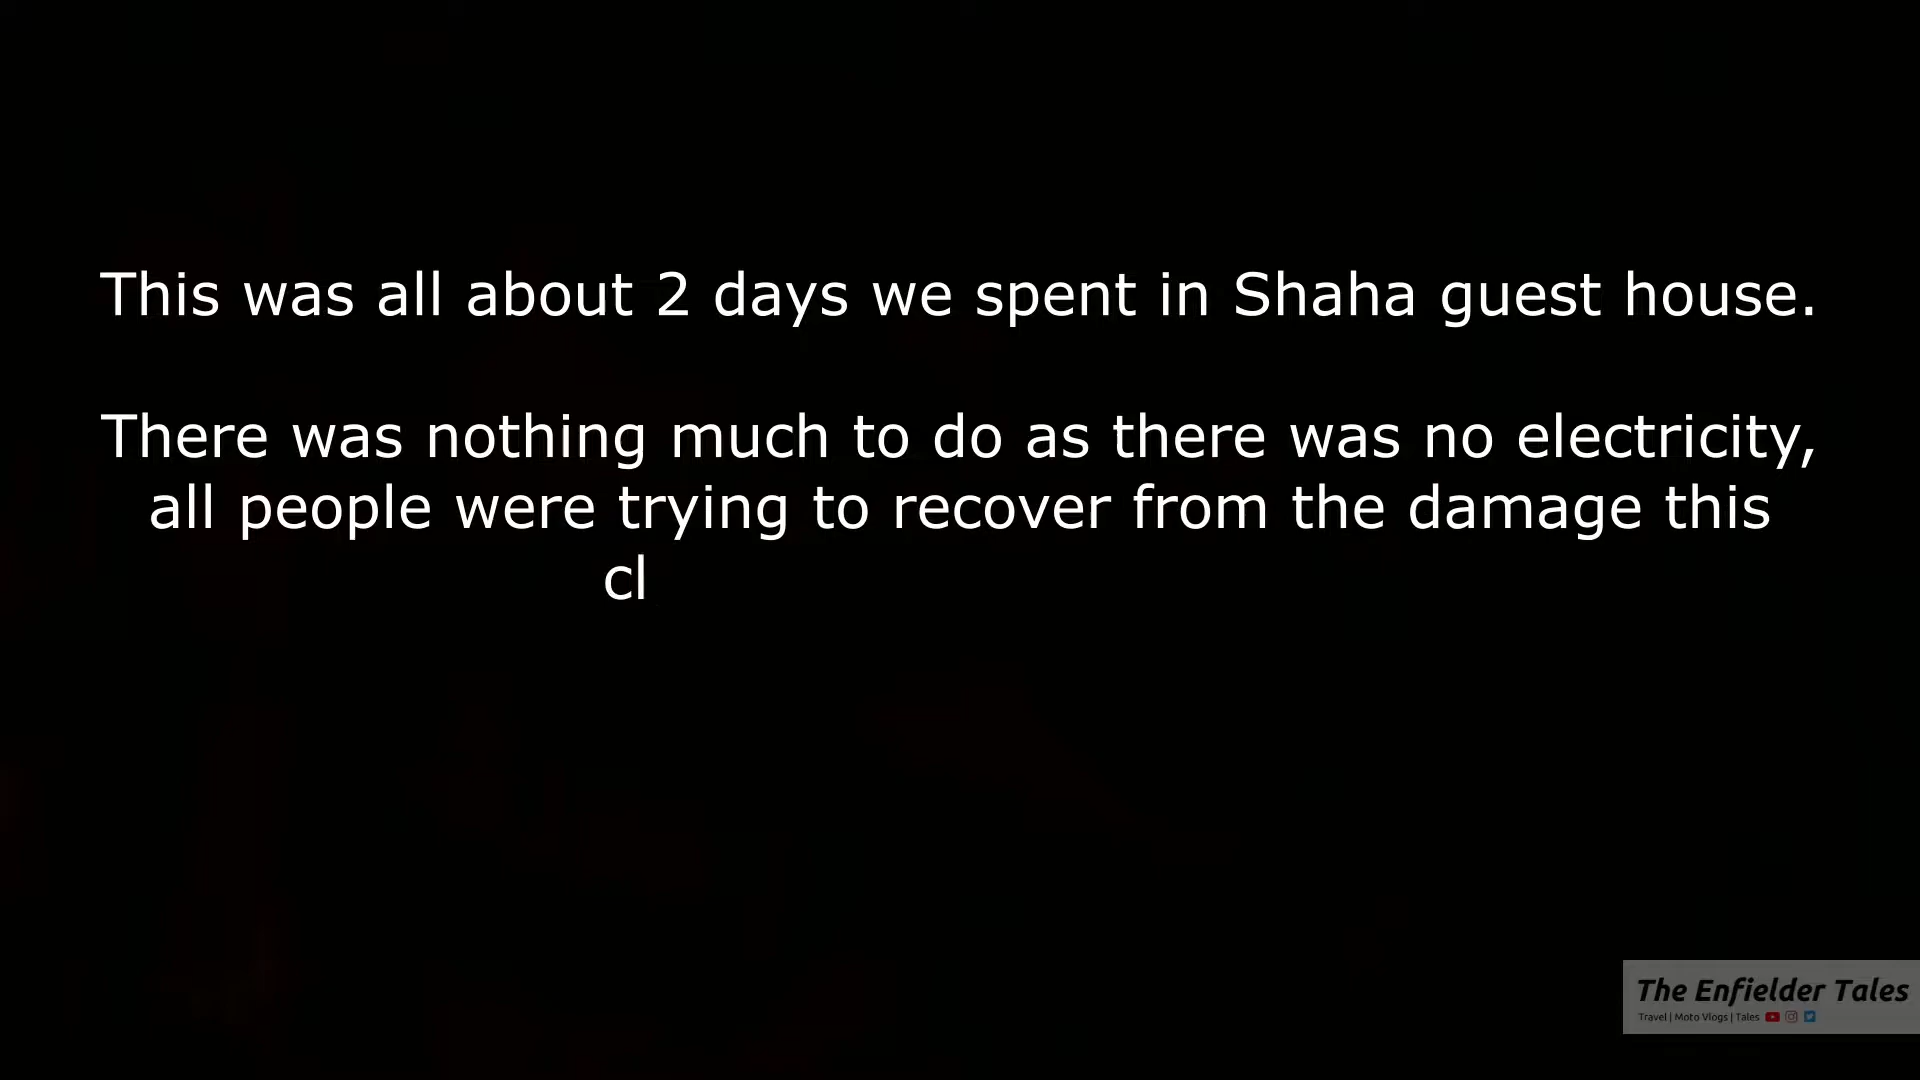 This was all about 2 days we spent in Shaha guest house.
There was nothing much to do as there was no electricity,
all people were trying to recover from the damage this
cl
The Enfielder Tales
Travel | Moto Vlogs | Tales